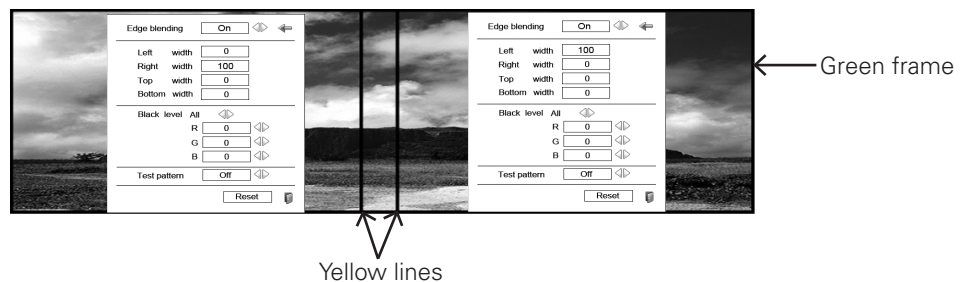 Edge blending On
Left width 0
Right width 100
Top width 0
Bottom width 0
Black level All
R 0
G 0
B 0
Test pattern Off
Reset
Edge blending On
Left width 100
Right width 0
Top width 0
Bottom width 0
Black level All
R 0
G 0
B 0
Test pattern Off
Reset
Green frame
Yellow lines